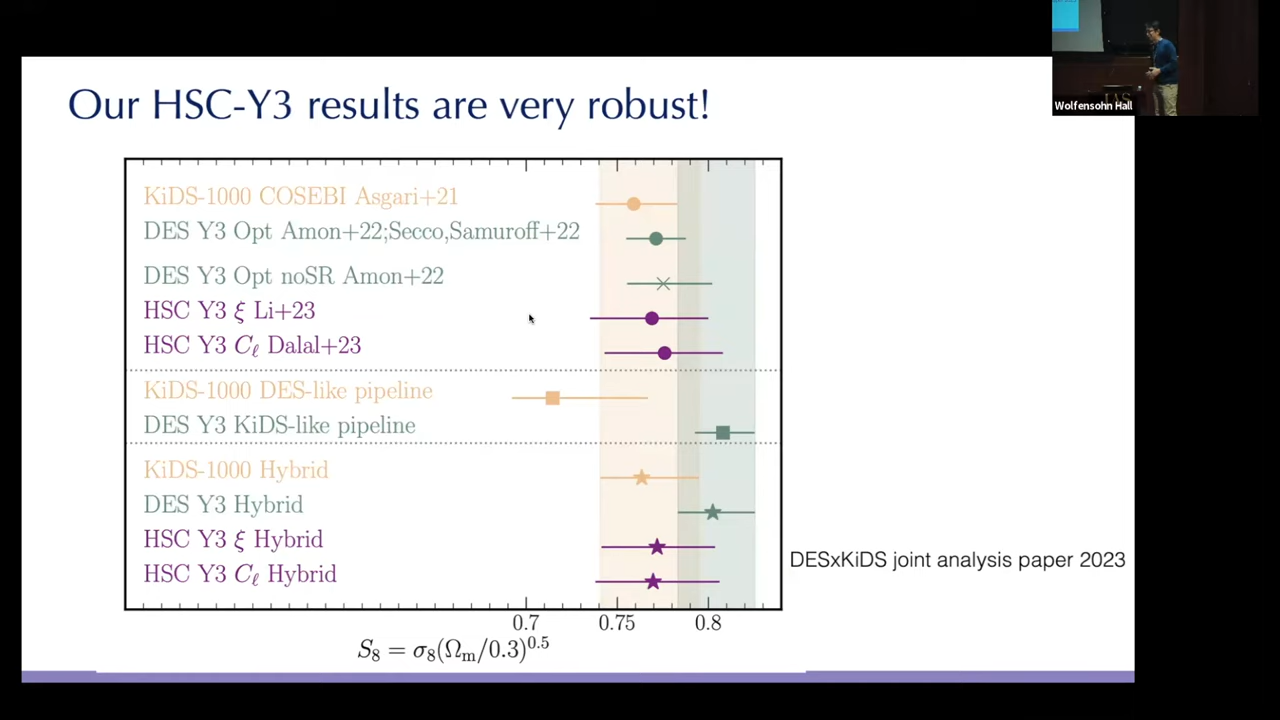 Our HSC-Y3 results are very robust!
Wolfensohn Hall
IAS
KiDS-1000 COSEBI Asgari+21
DES Y3 Opt Amon+22;Secco,Samuroff+22
DES Y3 Opt noSR Amon+22
HSC Y3 ξ Li+23
HSC Y3 Cℓ Dalal+23
KiDS-1000 DES-like pipeline
DES Y3 KiDS-like pipeline
KiDS-1000 Hybrid
DES Y3 Hybrid
HSC Y3 ξ Hybrid
HSC Y3 Cℓ Hybrid
DESxKiDS joint analysis paper 2023
0.7 0.75 0.8
S₈ = σ₈(Ωₘ/0.3)⁰·⁵